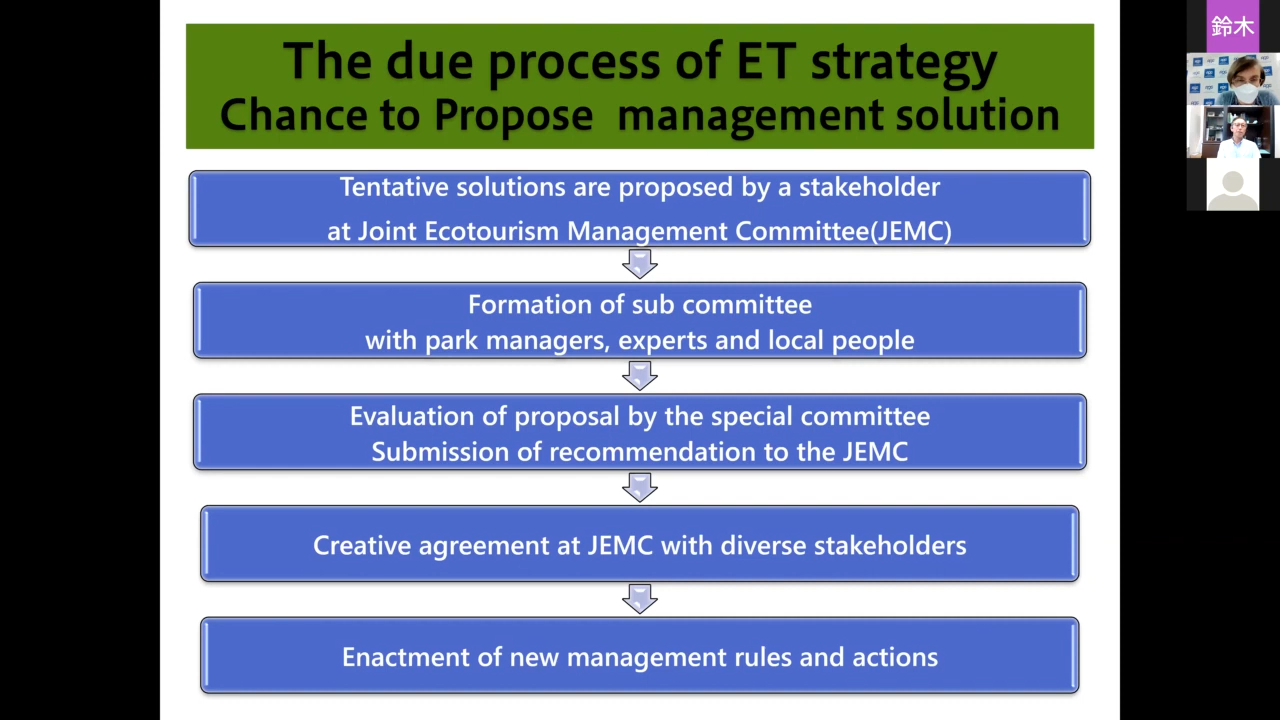 The due process of ET strategy
Chance to Propose management solution
Tentative solutions are proposed by a stakeholder
at Joint Ecotourism Management Committee(JEMC)
Formation of sub committee
with park managers, experts and local people
Evaluation of proposal by the special committee
Submission of recommendation to the JEMC
Creative agreement at JEMC with diverse stakeholders
Enactment of new management rules and actions
鈴木